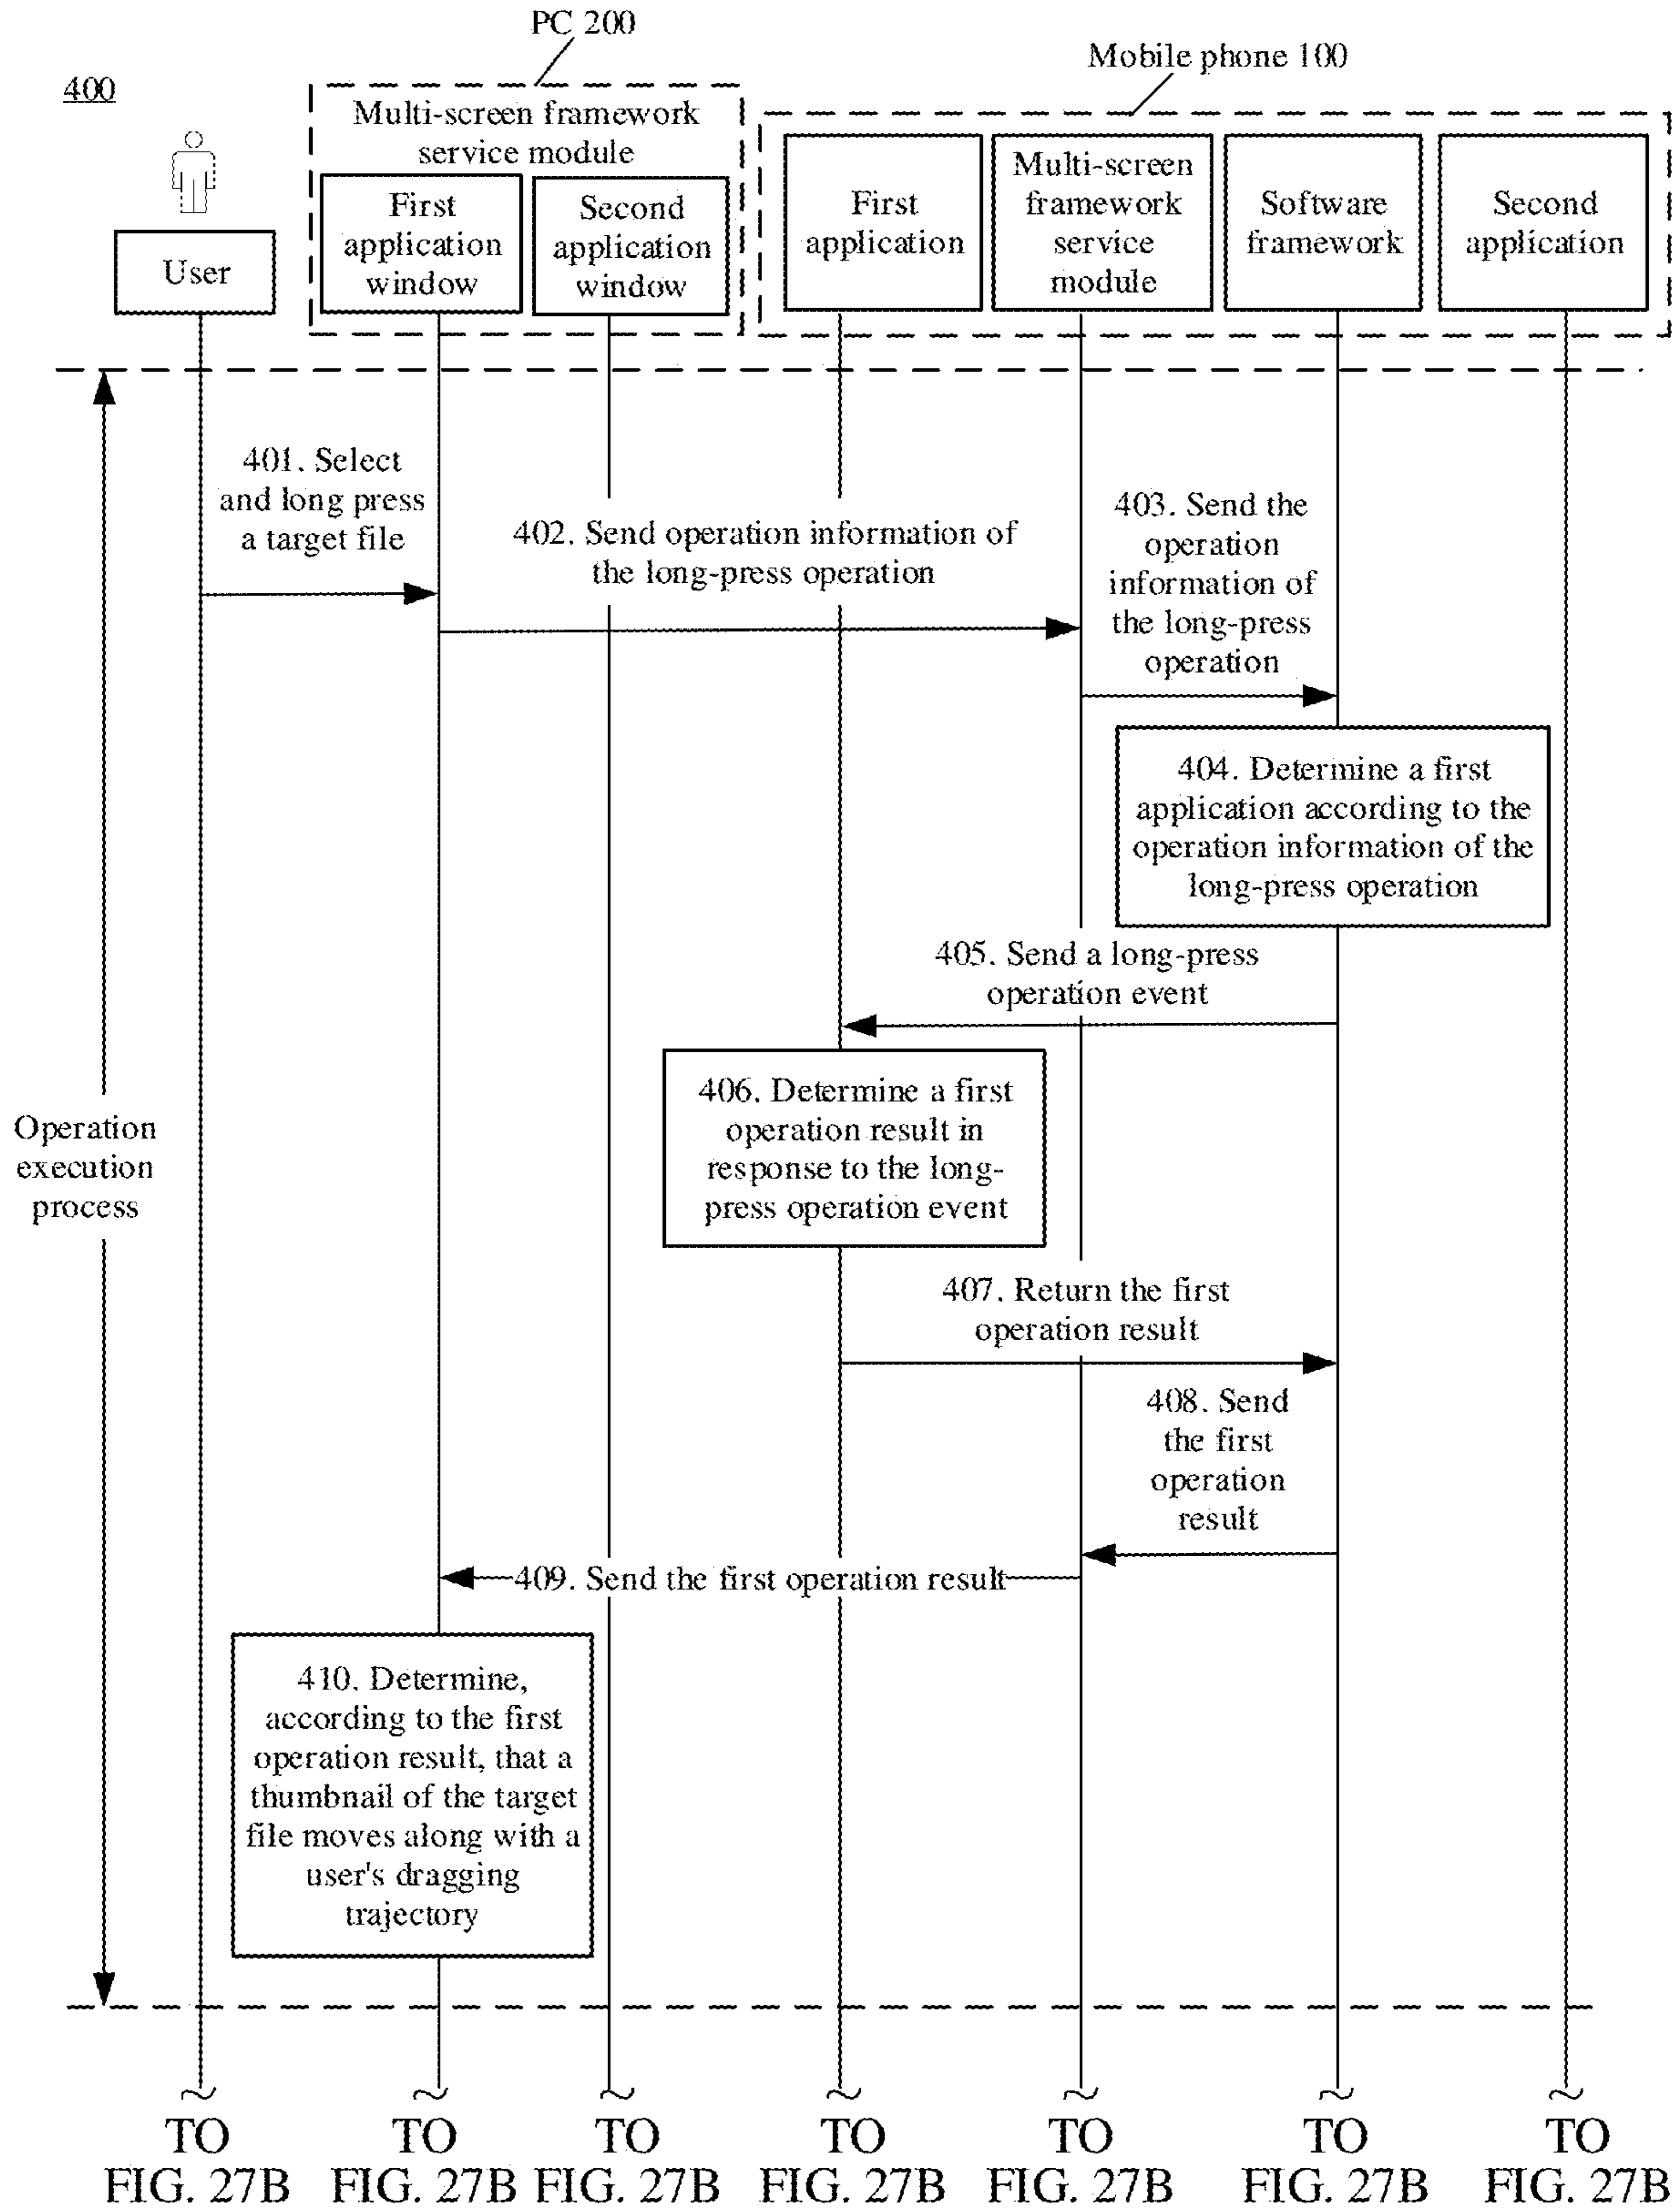 PC 200
Mobile phone 100
400
Multi-screen framework
service module
User
First
application
window
Second
application
window
First
application
Multi-screen
framework
service
module
Software
framework
Second
application
401. Select
and long press
a target file
402. Send operation information of
the long-press operation
403. Send the
operation
information of
the long-press
operation
404. Determine a first
application according to the
operation information of the
long-press operation
405. Send a long-press
operation event
406. Determine a first
operation result in
response to the long-
press operation event
Operation
execution
process
407. Return the first
operation result
408. Send
the first
operation
result
409. Send the first operation result
410. Determine,
according to the first
operation result, that a
thumbnail of the target
file moves along with a
user's dragging
trajectory
TO
FIG. 27B
TO
FIG. 27B
TO
FIG. 27B
TO
FIG. 27B
TO
FIG. 27B
TO
FIG. 27B
TO
FIG. 27B